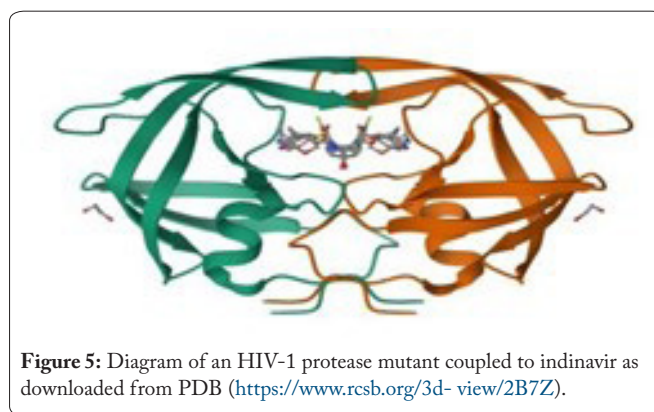 Figure 5: Diagram of an HIV-1 protease mutant coupled to indinavir as
downloaded from PDB (https://www.rcsb.org/3d- view/2B7Z).